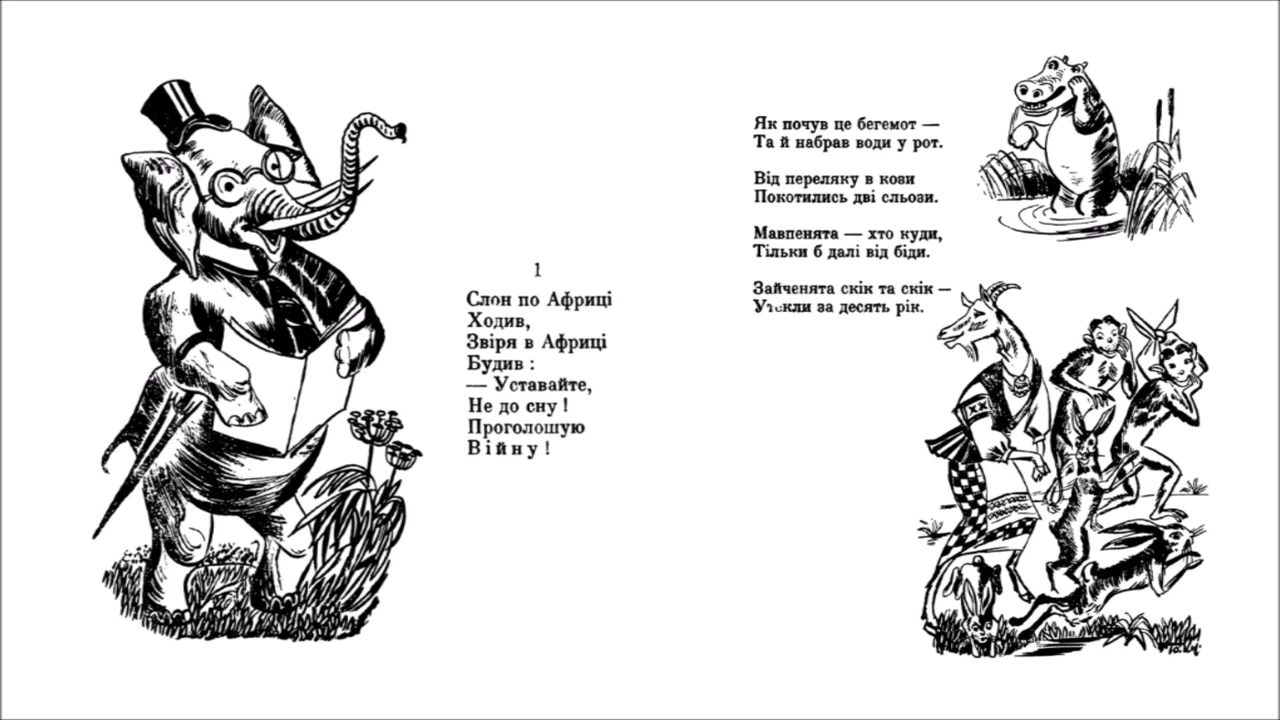 1
Слон по Африці
Ходив,
Звіря в Африці
Будив :
— Уставайте,
Не до сну !
Проголошую
Війну !
Як почув це бегемот —
Та й набрав води у рот.
Від переляку в кози
Покотились дві сльози.
Мавпенята — хто куди,
Тільки б далі від біди.
Зайченята скік та скік —
Утекли за десять рік.